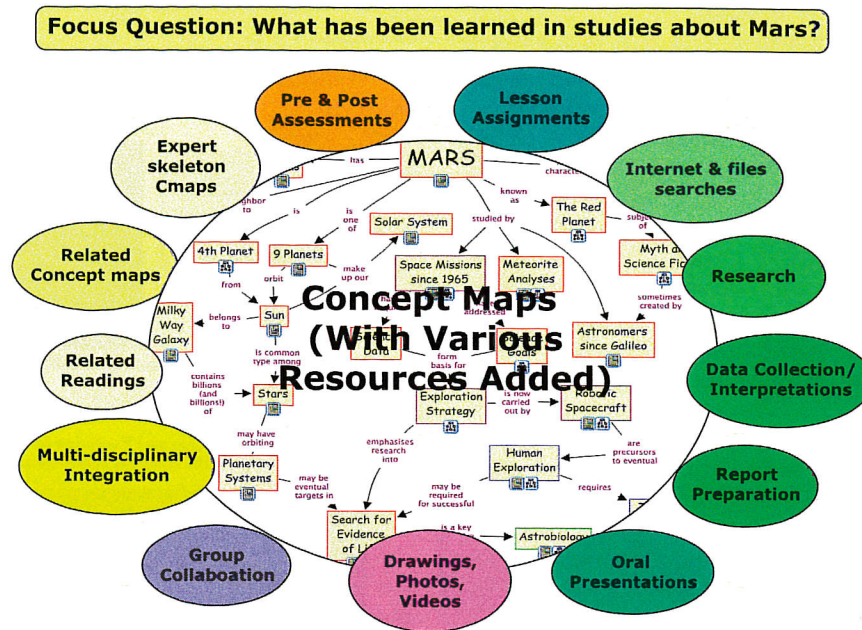 Focus Question: What has been learned in studies about Mars?
Pre & Post
Assessments
Lesson
Assignments
Expert
skeleton
Cmaps
Internet & files
searches
Related
Concept maps
Research
Related
Readings
Data Collection/
Interpretations
Multi-disciplinary
Integration
Report
Preparation
Group
Collaboation
Drawings,
Photos,
Videos
Oral
Presentations
Concept Maps
(With Various
Resources Added)
MARS
has
to
is
is
one
of
known
as
studied by
The Red
Planet
of
Solar System
4th Planet
9 Planets
make
up our
Space Missions
since 1965
Meteorite
Analyses
from
orbit
Milky
Way
Galaxy
belongs
to
Sun
addressed
Data
sometimes
created by
Astronomers
since Galileo
is common
type among
form
basis for
contains
billions
(and
billions!)
of
Stars
Exploration
Strategy
is now
carried
out by
Robotic
Spacecraft
may have
orbiting
emphasises
research
into
are
precursors
to eventual
Planetary
Systems
Human
Exploration
may be
eventual
targets in
may be
required
for successful
requires
Search for
Evidence
is a key
Astrobiology